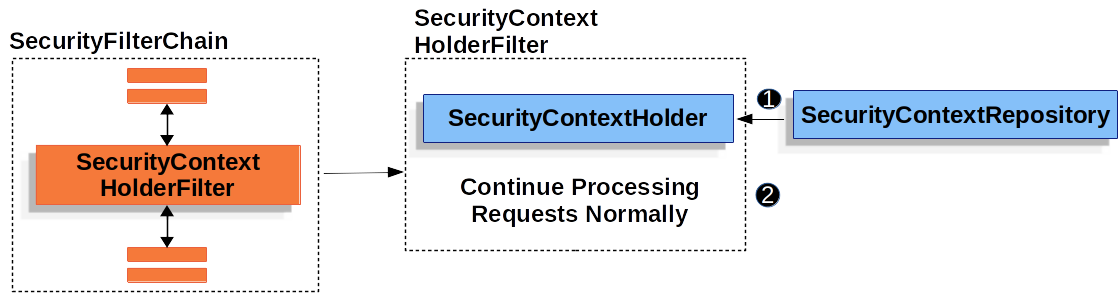 SecurityFilterChain
SecurityContext
HolderFilter
SecurityContext
HolderFilter
SecurityContextHolder
1
SecurityContextRepository
Continue Processing
Requests Normally
2